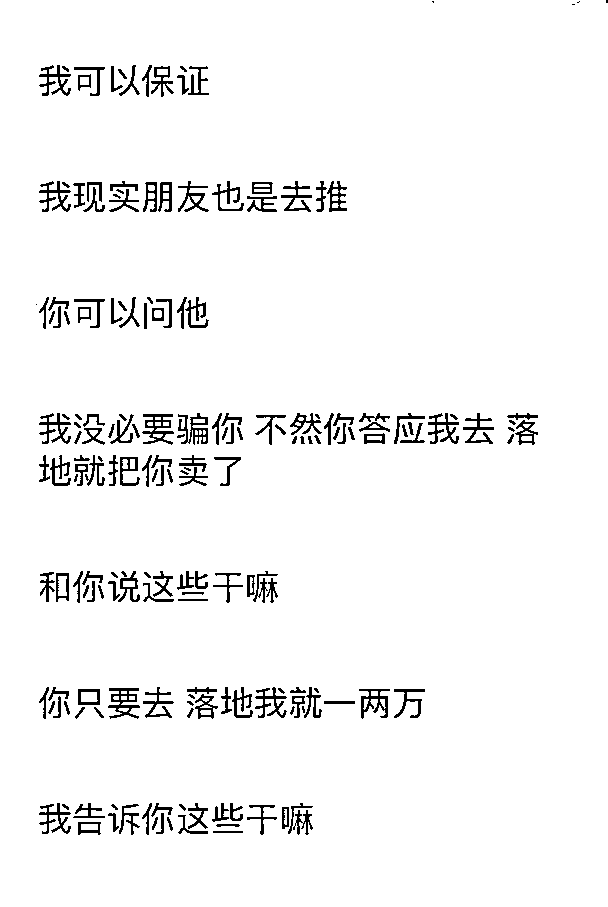 我可以保证
我现实朋友也是去推
你可以问他
我没必要骗你 不然你答应我去 落
地就把你卖了
和你说这些干嘛
你只要去 落地我就一两万
我告诉你这些干嘛